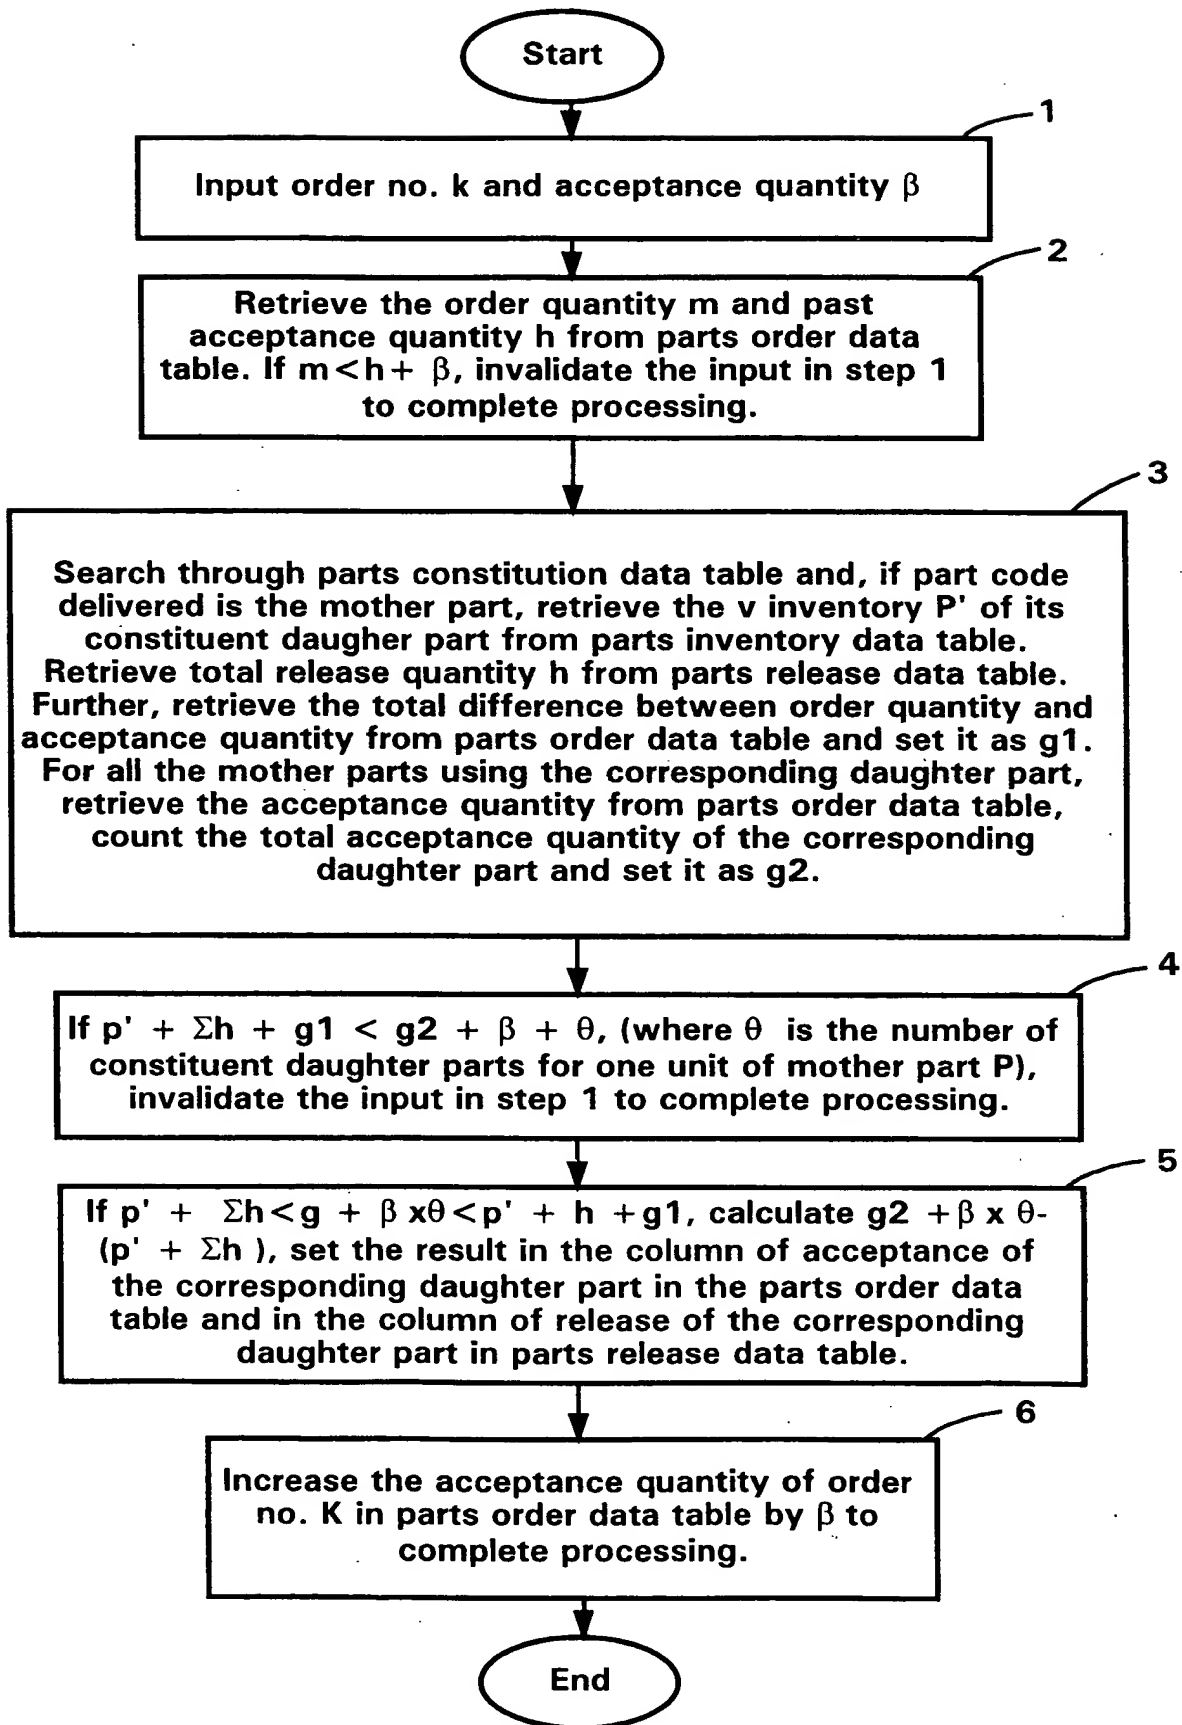 Start
1
Input order no. k and acceptance quantity β
2
Retrieve the order quantity m and past
acceptance quantity h from parts order data
table. If m<h+ β, invalidate the input in step 1
to complete processing.
3
Search through parts constitution data table and, if part code
delivered is the mother part, retrieve the v inventory P' of its
constituent daugher part from parts inventory data table.
Retrieve total release quantity h from parts release data table.
Further, retrieve the total difference between order quantity and
acceptance quantity from parts order data table and set it as g1.
For all the mother parts using the corresponding daughter part,
retrieve the acceptance quantity from parts order data table,
count the total acceptance quantity of the corresponding
daughter part and set it as g2.
4
If p' + Σh + g1 < g2 + β + θ, (where θ is the number of
constituent daughter parts for one unit of mother part P),
invalidate the input in step 1 to complete processing.
5
If p' + Σh<g + β xθ<p' + h +g1, calculate g2 +β x θ-
(p' + Σh ), set the result in the column of acceptance of
the corresponding daughter part in the parts order data
table and in the column of release of the corresponding
daughter part in parts release data table.
6
Increase the acceptance quantity of order
no. K in parts order data table by β to
complete processing.
End